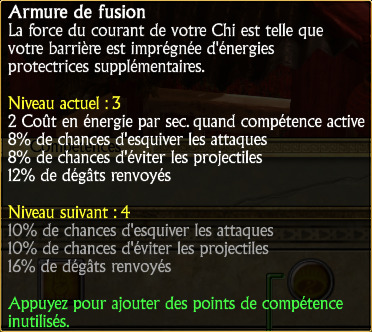 Armure de fusion
La force du courant de votre Chi est telle que
votre barrière est imprégnée d'énergies
protectrices supplémentaires.
Niveau actuel : 3
2 Coût en énergie par sec. quand compétence active
8% de chances d'esquiver les attaques
8% de chances d'éviter les projectiles
12% de dégâts renvoyés
Niveau suivant : 4
10% de chances d'esquiver les attaques
10% de chances d'éviter les projectiles
16% de dégâts renvoyés
Appuyez pour ajouter des points de compétence
inutilisés.